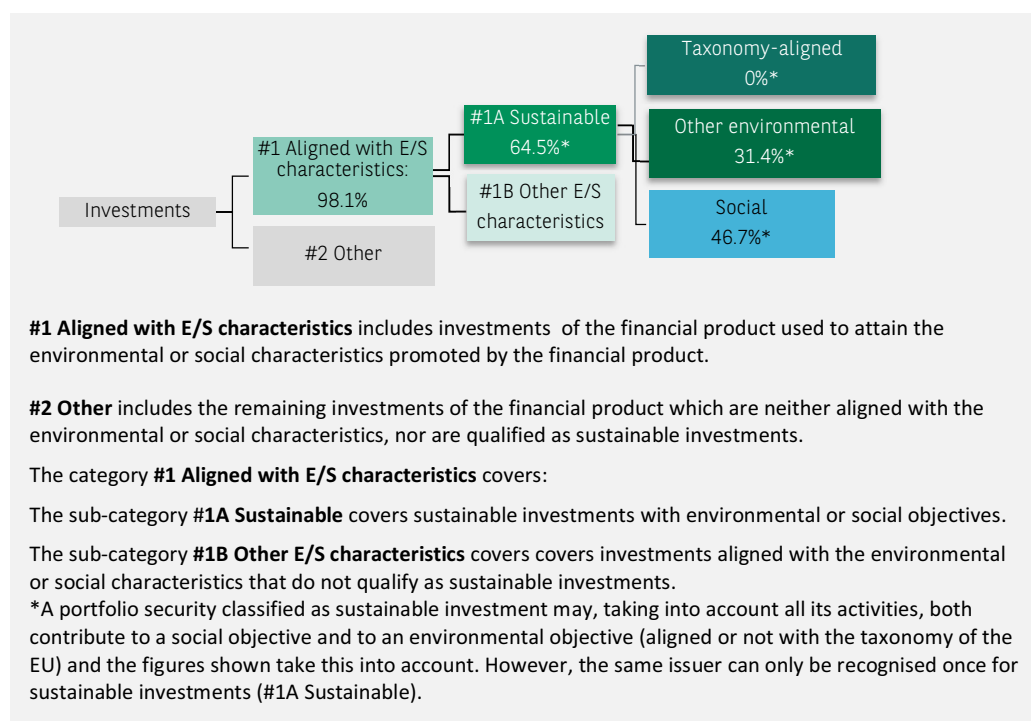 Taxonomy-aligned
0%*
#1A Sustainable
64.5%*
Other environmental
31.4%*
#1 Aligned with E/S
characteristics:
98.1%
#1B Other E/S
characteristics
Investments
Social
46.7%*
#2 Other
#1 Aligned with E/S characteristics includes investments of the financial product used to attain the
environmental or social characteristics promoted by the financial product.
#2 Other includes the remaining investments of the financial product which are neither aligned with the
environmental or social characteristics, nor are qualified as sustainable investments.
The category #1 Aligned with E/S characteristics covers:
The sub-category #1A Sustainable covers sustainable investments with environmental or social objectives.
The sub-category #1B Other E/S characteristics covers covers investments aligned with the environmental
or social characteristics that do not qualify as sustainable investments.
*A portfolio security classified as sustainable investment may, taking into account all its activities, both
contribute to a social objective and to an environmental objective (aligned or not with the taxonomy of the
EU) and the figures shown take this into account. However, the same issuer can only be recognised once for
sustainable investments (#1A Sustainable).